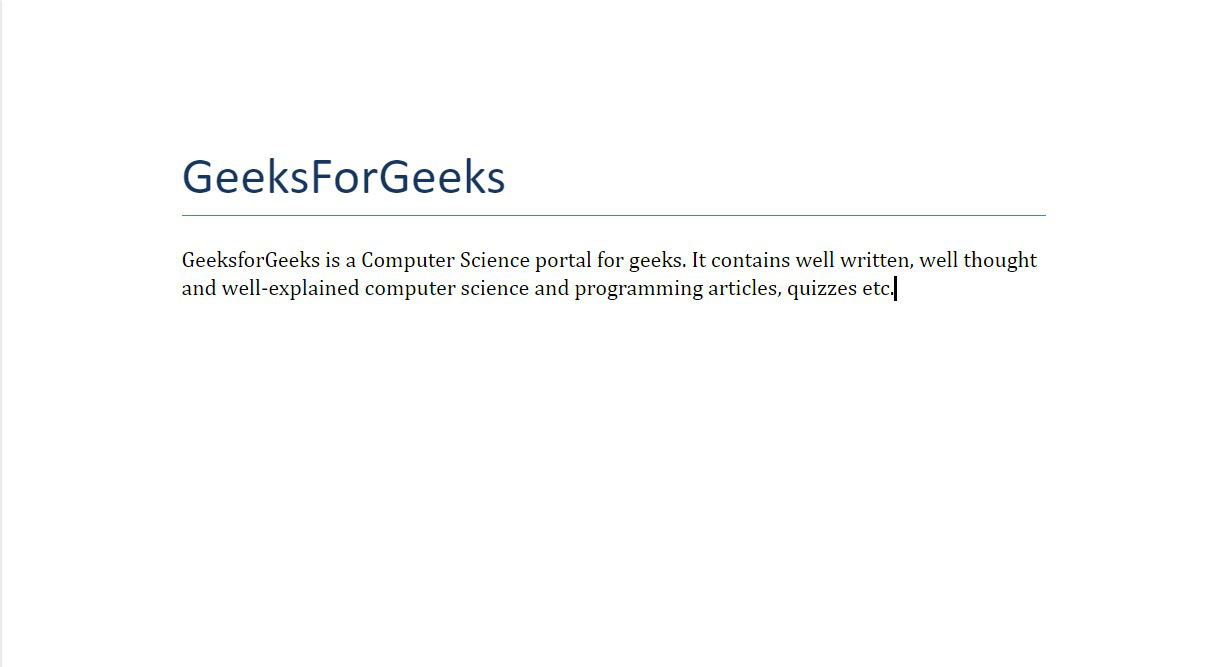 GeeksForGeeks
GeeksforGeeks is a Computer Science portal for geeks. It contains well written, well thought
and well-explained computer science and programming articles, quizzes etc.